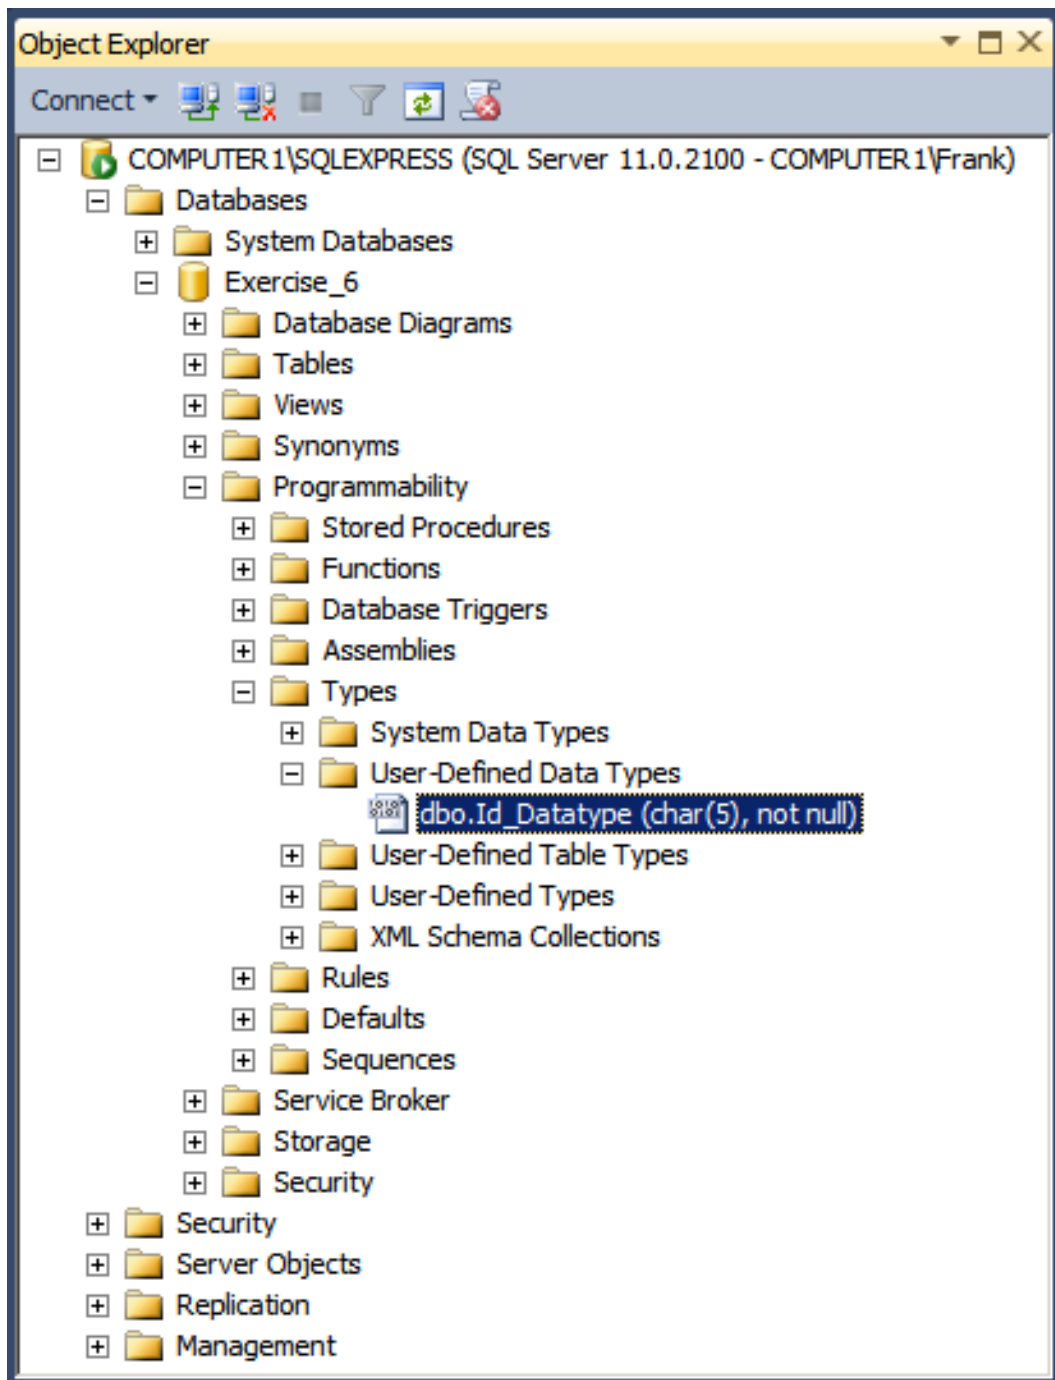 Object Explorer
Connect
COMPUTER1\SQLEXPRESS (SQL Server 11.0.2100 - COMPUTER1\Frank)
Databases
System Databases
Exercise_6
Database Diagrams
Tables
Views
Synonyms
Programmability
Stored Procedures
Functions
Database Triggers
Assemblies
Types
System Data Types
User-Defined Data Types
dbo.Id_Datatype (char(5), not null)
User-Defined Table Types
User-Defined Types
XML Schema Collections
Rules
Defaults
Sequences
Service Broker
Storage
Security
Security
Server Objects
Replication
Management